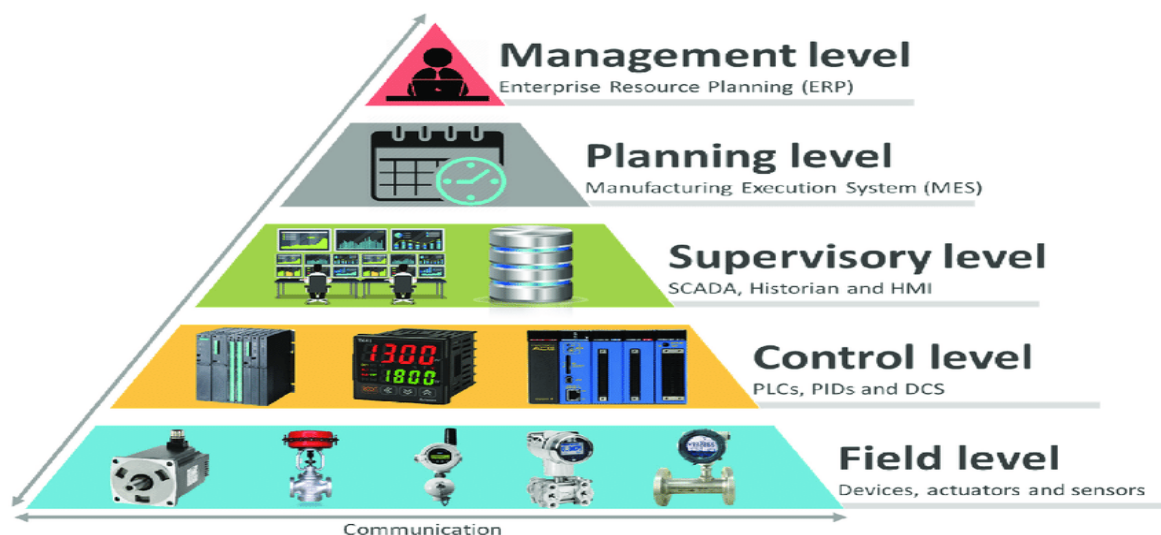 Management level
Enterprise Resource Planning (ERP)
Planning level
Manufacturing Execution System (MES)
Supervisory level
SCADA, Historian and HMI
1300
1800
Control level
PLCs, PIDs and DCS
Field level
Devices, actuators and sensors
Communication